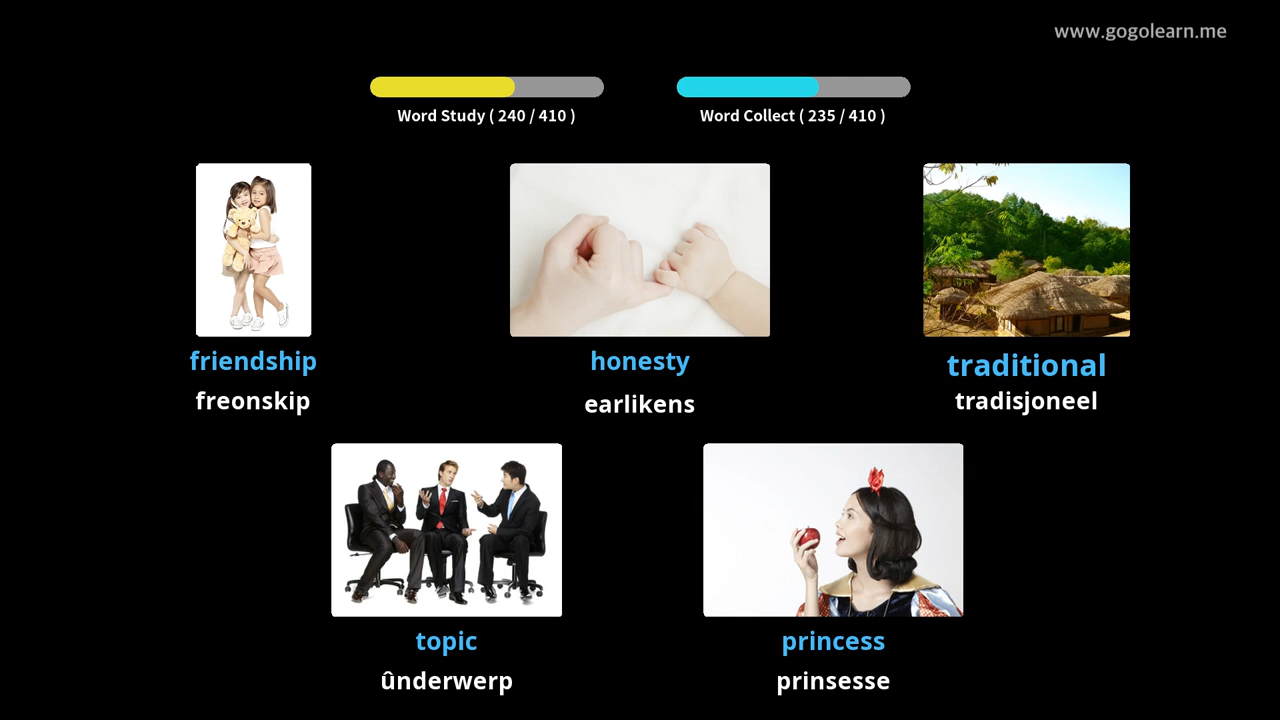 www.gogolearn.me
Word Study ( 240 / 410 )
Word Collect ( 235 / 410 )
friendship
freonskip
honesty
earlikens
traditional
tradisjoneel
topic
ûnderwerp
princess
prinsesse